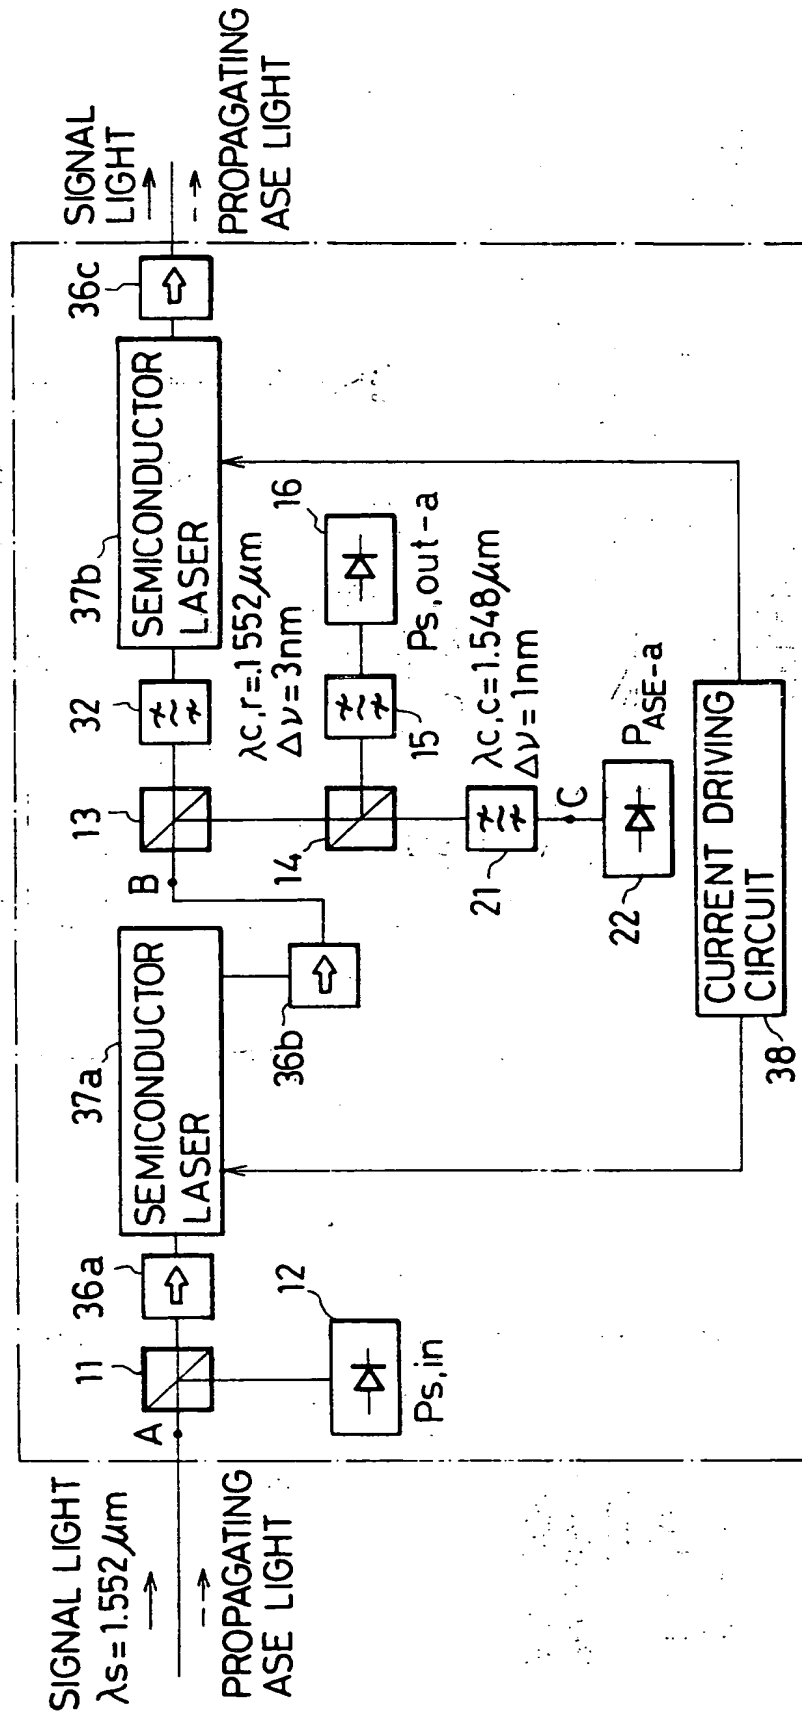 SIGNAL LIGHT
λs=1.552μm
PROPAGATING
ASE LIGHT
A
11
36a
37a
SEMICONDUCTOR
LASER
12
Ps,in
36b
B
13
32
37b
SEMICONDUCTOR
LASER
36c
SIGNAL
LIGHT
PROPAGATING
ASE LIGHT
λc,r=.1552μm
Δν=3nm
14
15
16
Ps,out-a
21
λc,c=1.548μm
Δν=1nm
C
22
PASE-a
CURRENT DRIVING
CIRCUIT
38